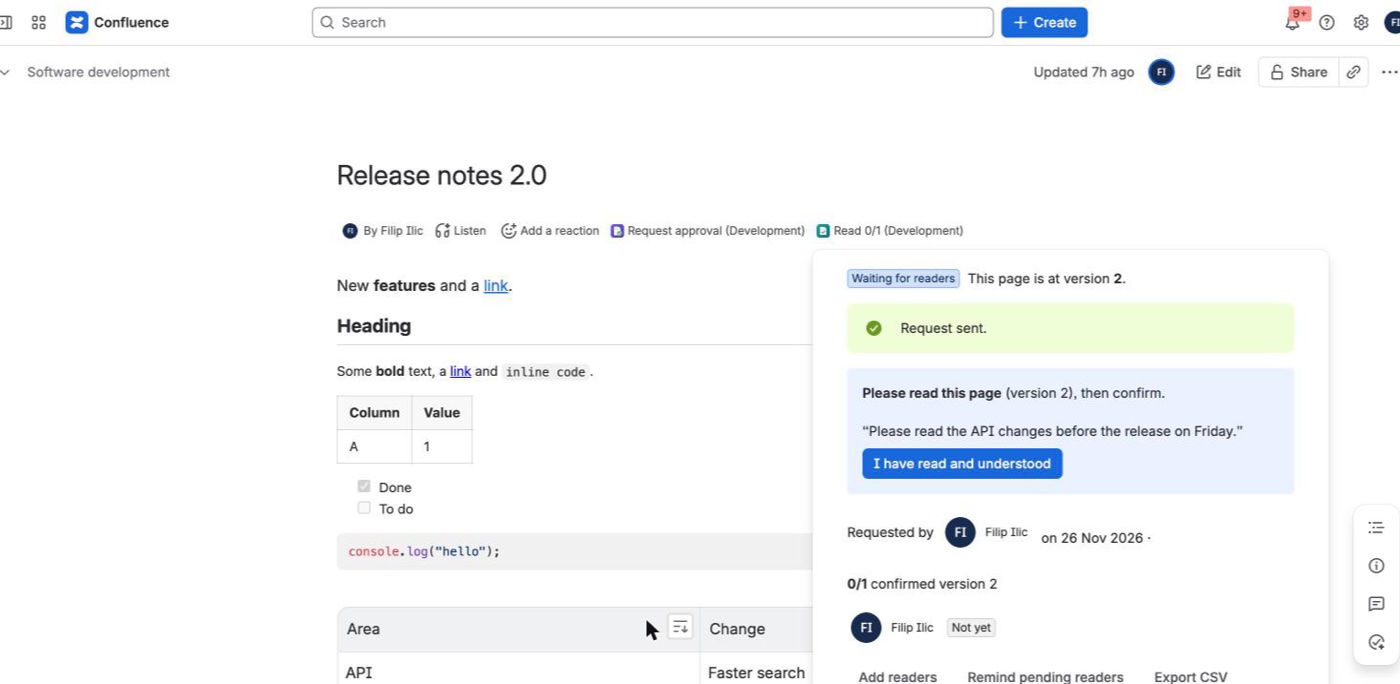 Confluence
Search
+ Create
9+
FI
Software development
Updated 7h ago
FI
Edit
Share
Release notes 2.0
FI By Filip Ilic Listen Add a reaction Request approval (Development) Read 0/1 (Development)
New features and a link.
Heading
Some bold text, a link and inline code.
Column Value
A 1
Done
To do
console.log("hello");
Area Change
API Faster search
Waiting for readers This page is at version 2.
Request sent.
Please read this page (version 2), then confirm.
“Please read the API changes before the release on Friday.”
I have read and understood
Requested by FI Filip Ilic on 26 Nov 2026 ·
0/1 confirmed version 2
FI Filip Ilic Not yet
Add readers Remind pending readers Export CSV